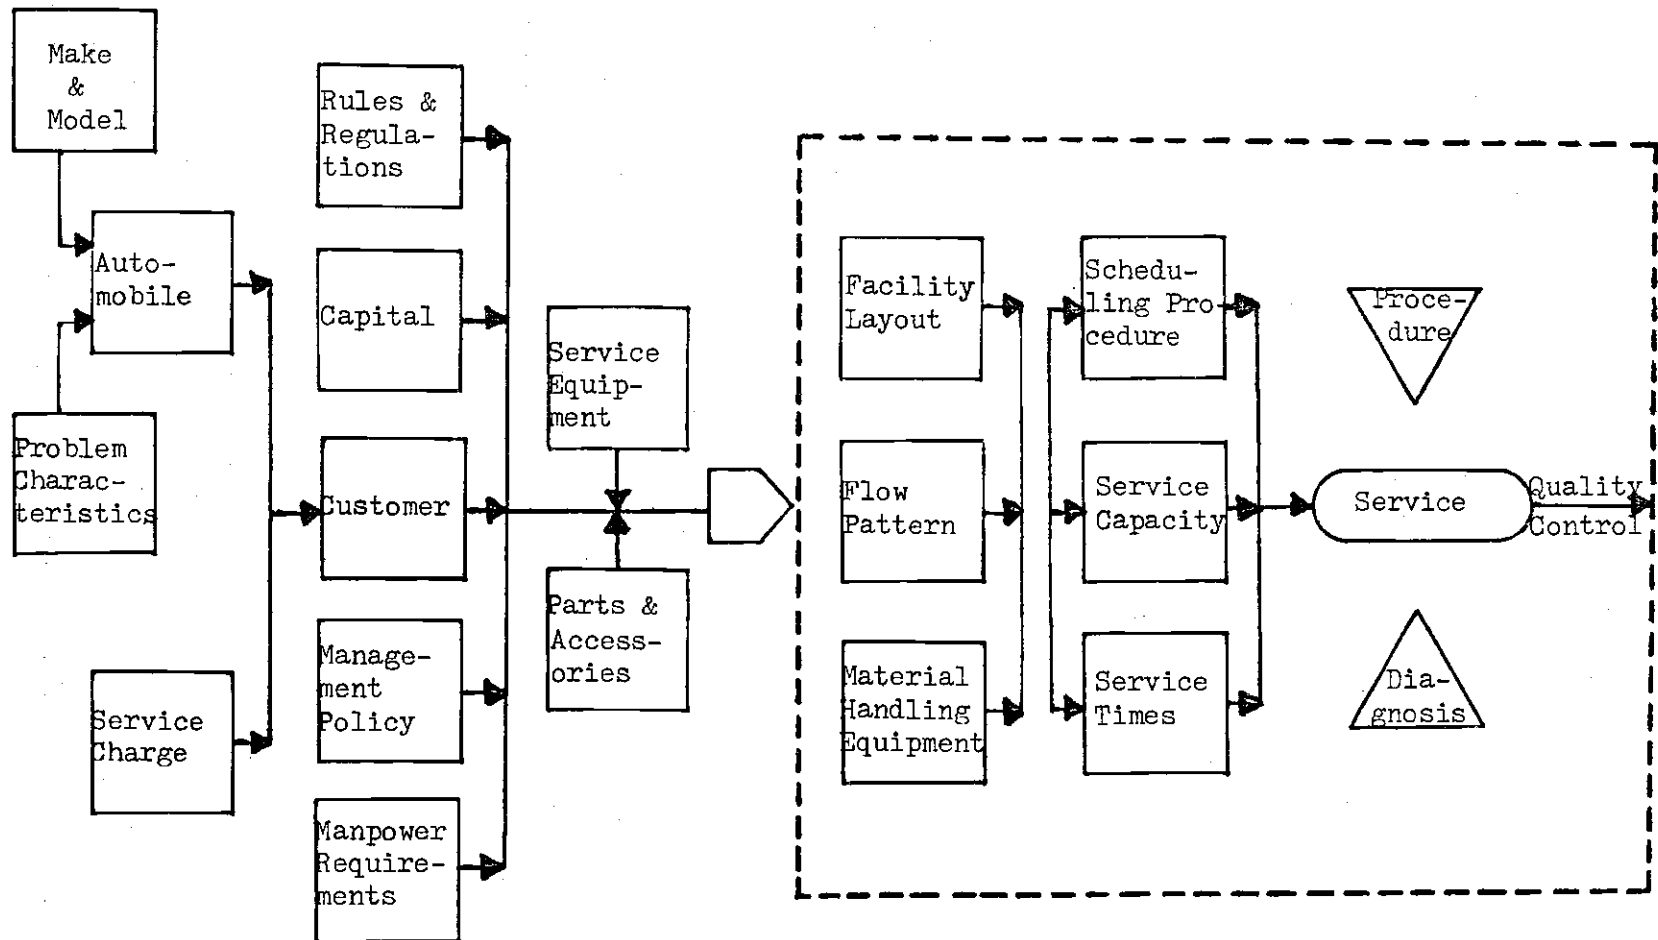 Make
&
Model
Auto-
mobile
Problem
Charac-
teristics
Service
Charge
Rules &
Regula-
tions
Capital
Customer
Manage-
ment
Policy
Manpower
Require-
ments
Service
Equip-
ment
Parts &
Access-
ories
Facility
Layout
Flow
Pattern
Material
Handling
Equipment
Schedu-
ling Pro-
cedure
Service
Capacity
Service
Times
Proce-
dure
Service
Quality
Control
Dia-
gnosis